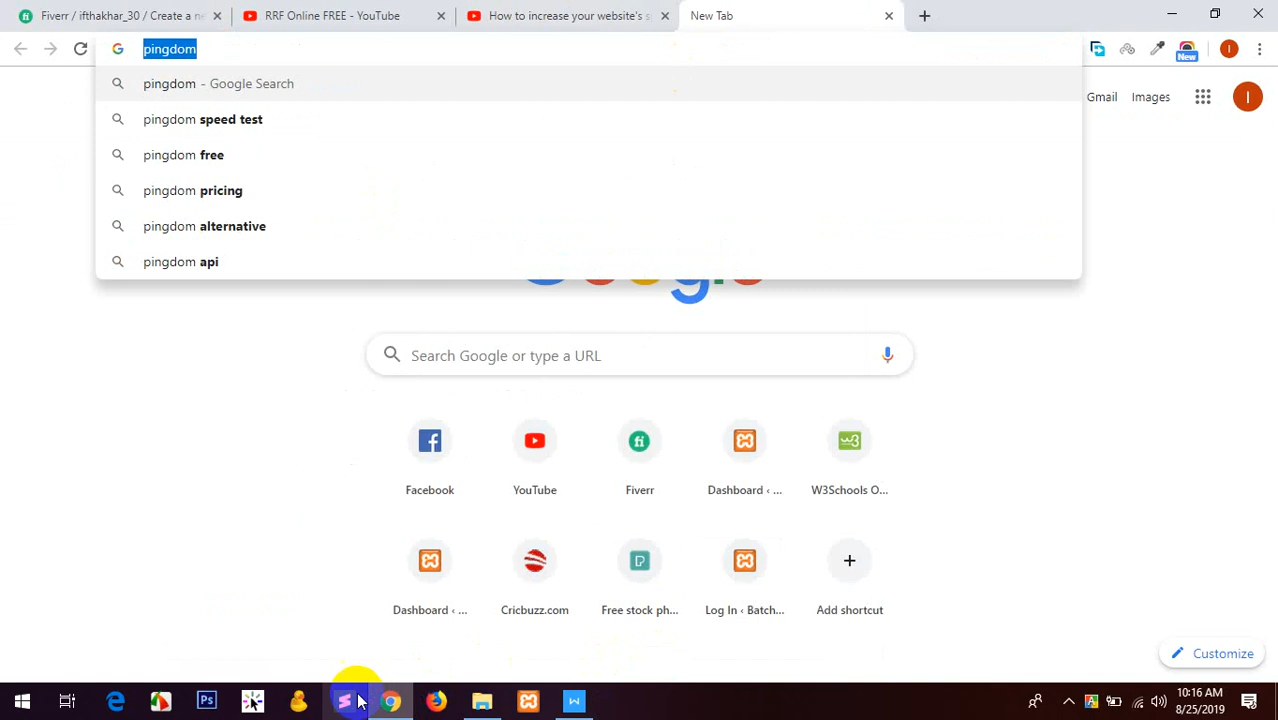 Fiverr / ifthakhar_30 / Create a ne
RRF Online FREE - YouTube
How to increase your website's s
New Tab
pingdom
New
pingdom - Google Search
pingdom speed test
pingdom free
pingdom pricing
pingdom alternative
pingdom api
Gmail
Images
I
Search Google or type a URL
Facebook
YouTube
Fiverr
Dashboard ‹ ...
W3Schools O...
Dashboard ‹ ...
Cricbuzz.com
Free stock ph...
Log In ‹ Batch...
Add shortcut
Customize
10:16 AM
8/25/2019